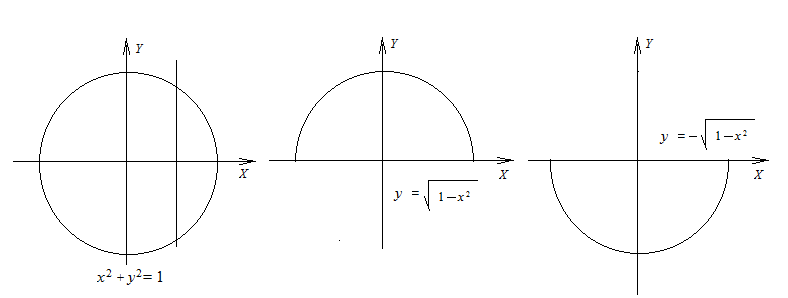 Y
X
x² + y² = 1
Y
X
y = √1−x²
Y
y = −√1−x²
X